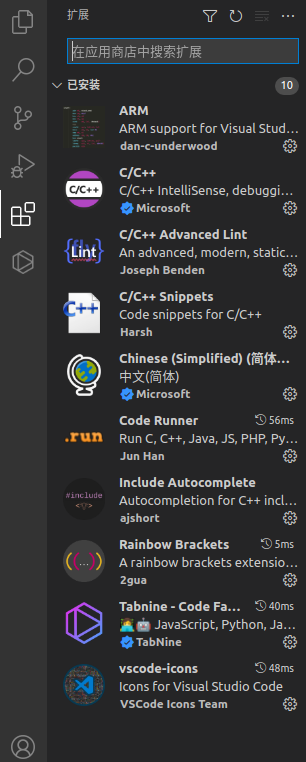 扩展
在应用商店中搜索扩展
已安装 10
ARM
ARM support for Visual Stud...
dan-c-underwood
C/C++
C/C++
C/C++ IntelliSense, debuggi...
Microsoft
Lint
C/C++ Advanced Lint
An advanced, modern, static...
Joseph Benden
C++
C/C++ Snippets
Code snippets for C/C++
Harsh
Chinese (Simplified) (简体...
中文(简体)
Microsoft
.run
Code Runner 56ms
Run C, C++, Java, JS, PHP, Py...
Jun Han
#include
Include Autocomplete
Autocompletion for C++ incl...
ajshort
Rainbow Brackets 5ms
A rainbow brackets extensio...
2gua
Tabnine - Code Fa... 40ms
JavaScript, Python, Ja...
TabNine
vscode-icons 48ms
Icons for Visual Studio Code
VSCode Icons Team